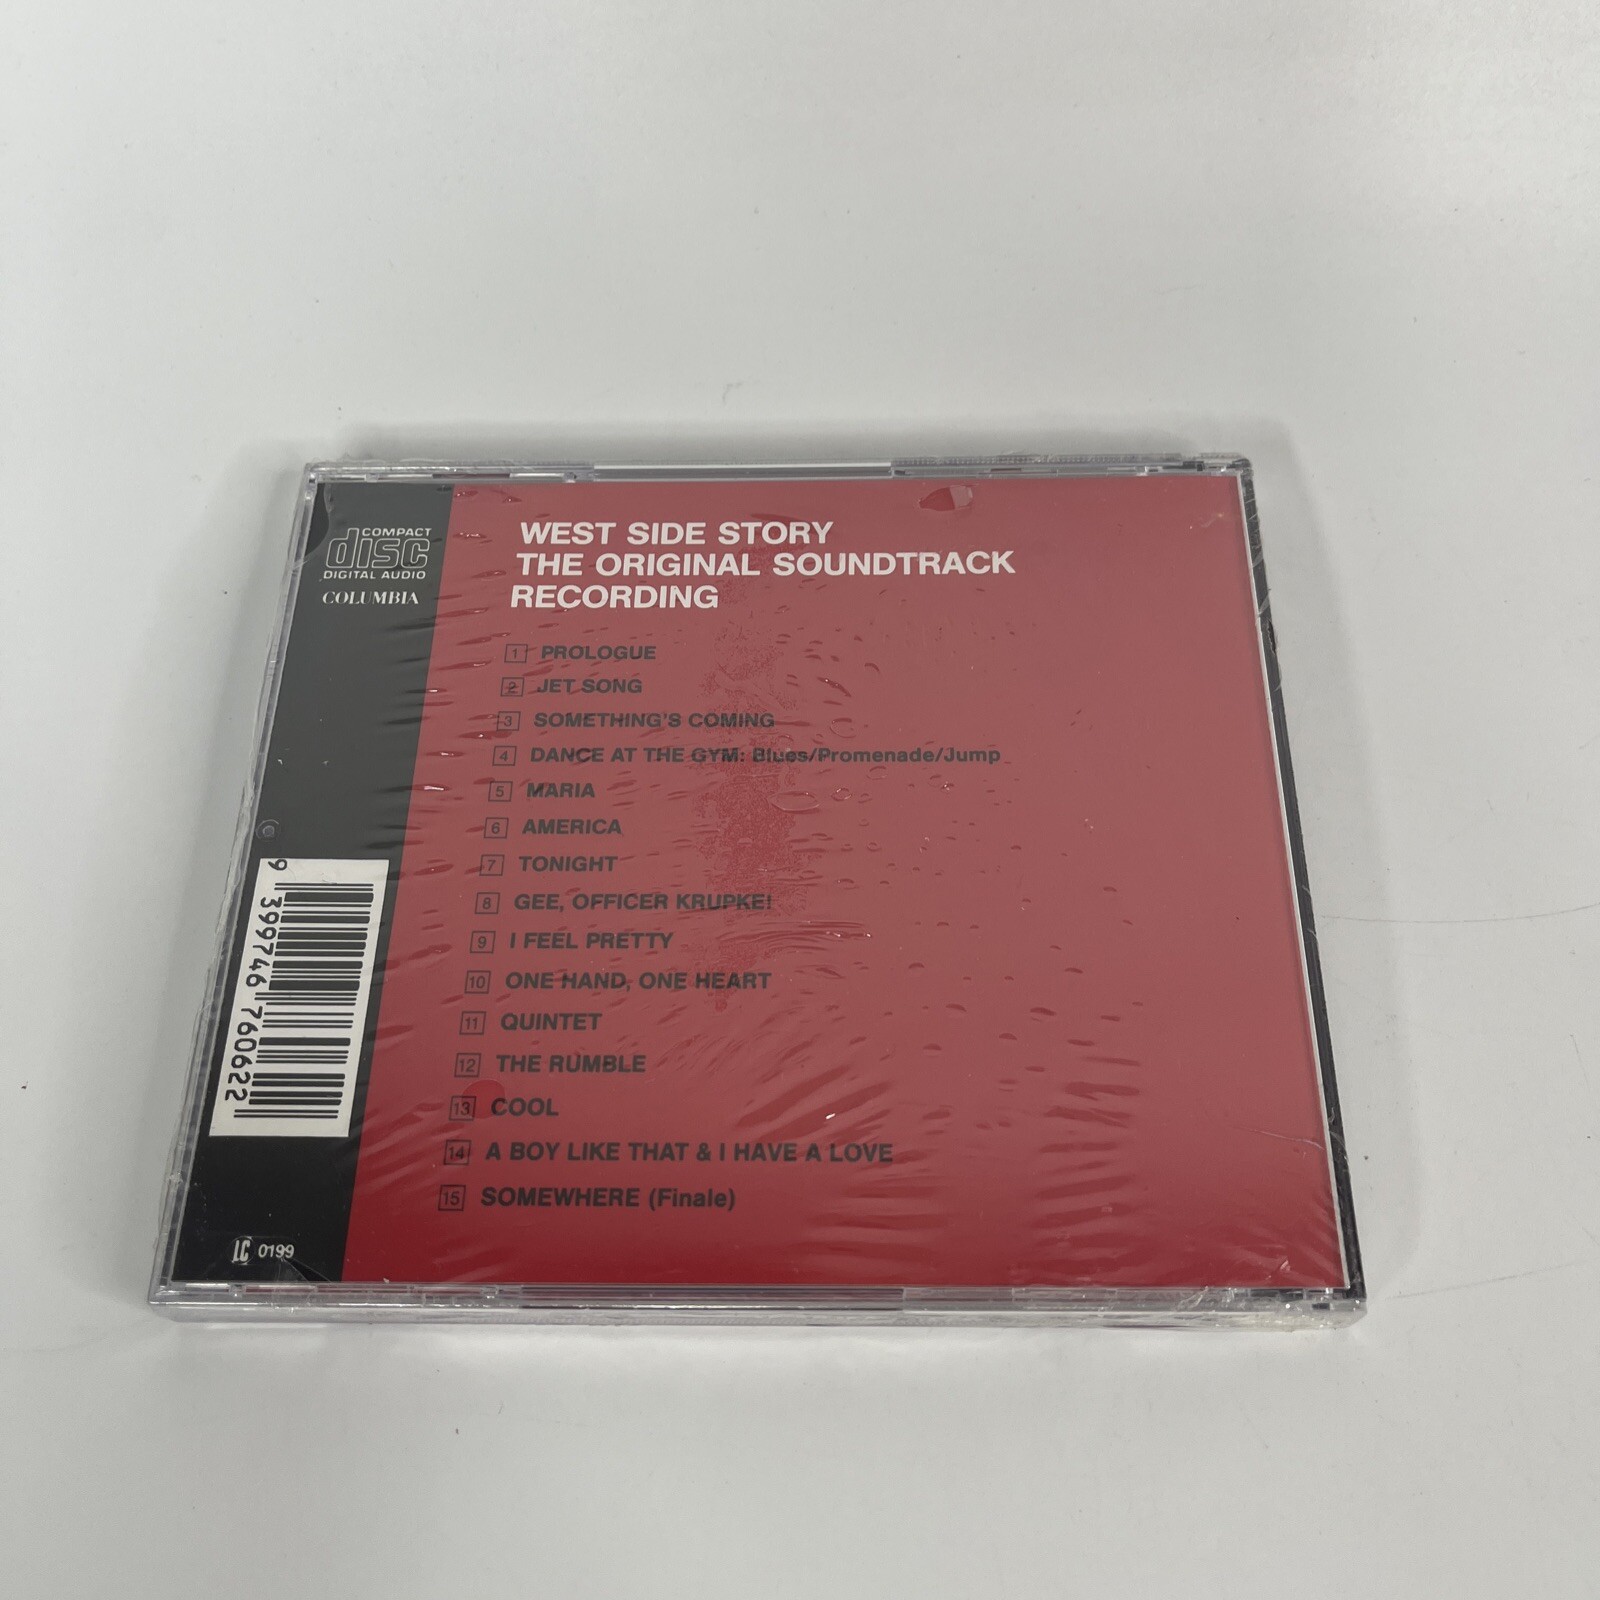 COMPACT
disc
DIGITAL AUDIO
COLUMBIA
WEST SIDE STORY
THE ORIGINAL SOUNDTRACK
RECORDING
1 PROLOGUE
2 JET SONG
3 SOMETHING'S COMING
4 DANCE AT THE GYM: Blues/Promenade/Jump
5 MARIA
6 AMERICA
7 TONIGHT
8 GEE, OFFICER KRUPKE!
9 I FEEL PRETTY
10 ONE HAND, ONE HEART
11 QUINTET
12 THE RUMBLE
13 COOL
14 A BOY LIKE THAT & I HAVE A LOVE
15 SOMEWHERE (Finale)
9 399746 760622
LC 0199